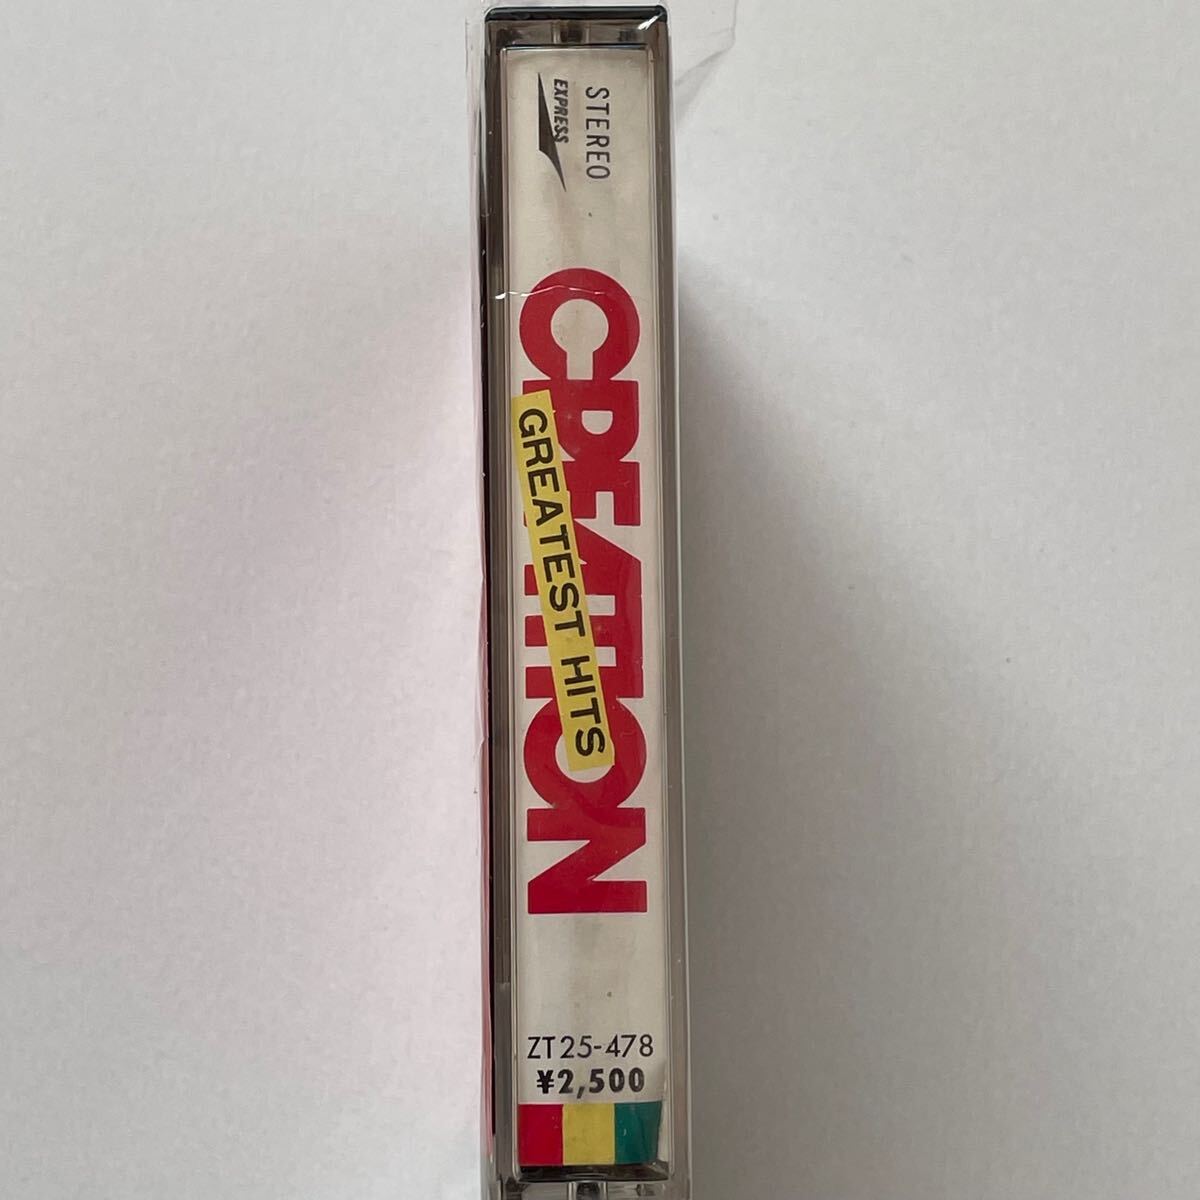 STEREO
EXPRESS
CREATION
GREATEST HITS
ZT25-478
¥2,500